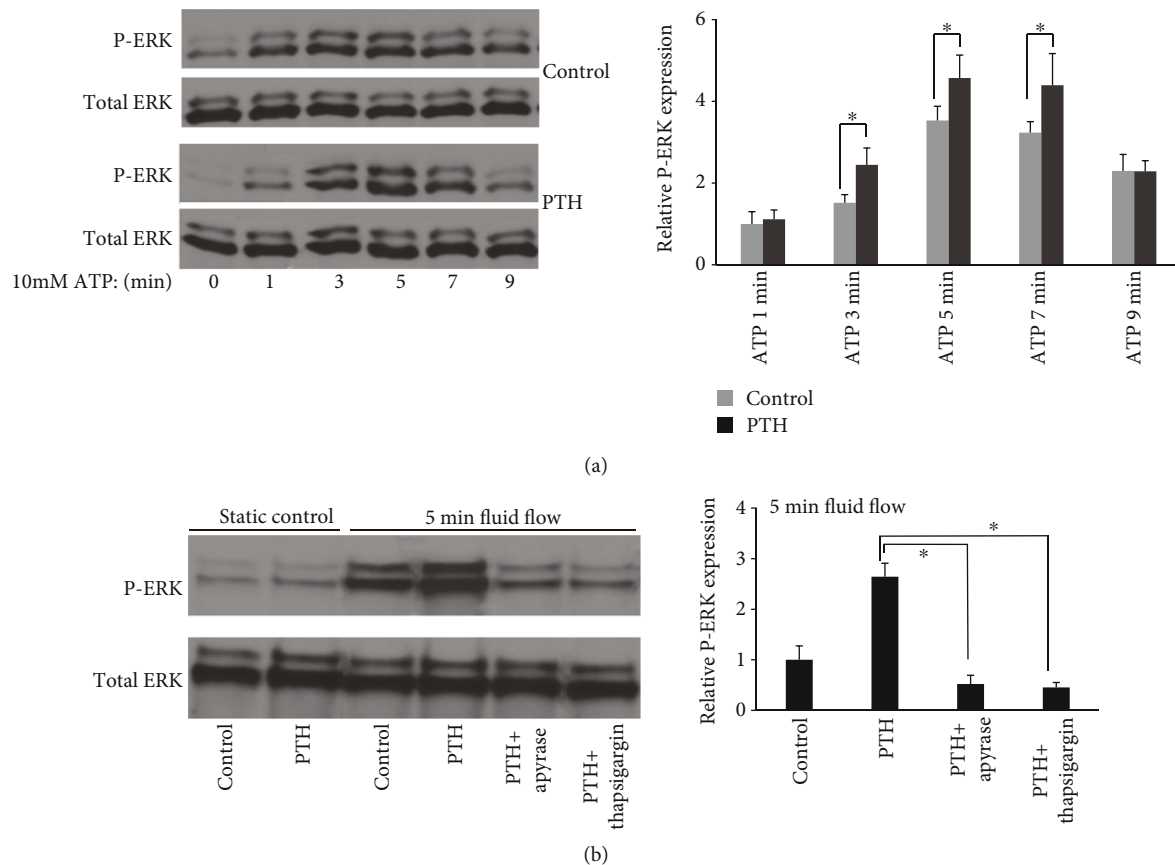 P-ERK
Control
Total ERK
P-ERK
PTH
Total ERK
10mM ATP: (min) 0 1 3 5 7 9
Relative P-ERK expression
6
4
2
0
* * *
ATP 1 min
ATP 3 min
ATP 5 min
ATP 7 min
ATP 9 min
Control
PTH
(a)
Static control 5 min fluid flow
P-ERK
Total ERK
Control
PTH
Control
PTH
PTH+
apyrase
PTH+
thapsigargin
Relative P-ERK expression
4
3
2
1
0
5 min fluid flow
* *
Control
PTH
PTH+
apyrase
PTH+
thapsigargin
(b)